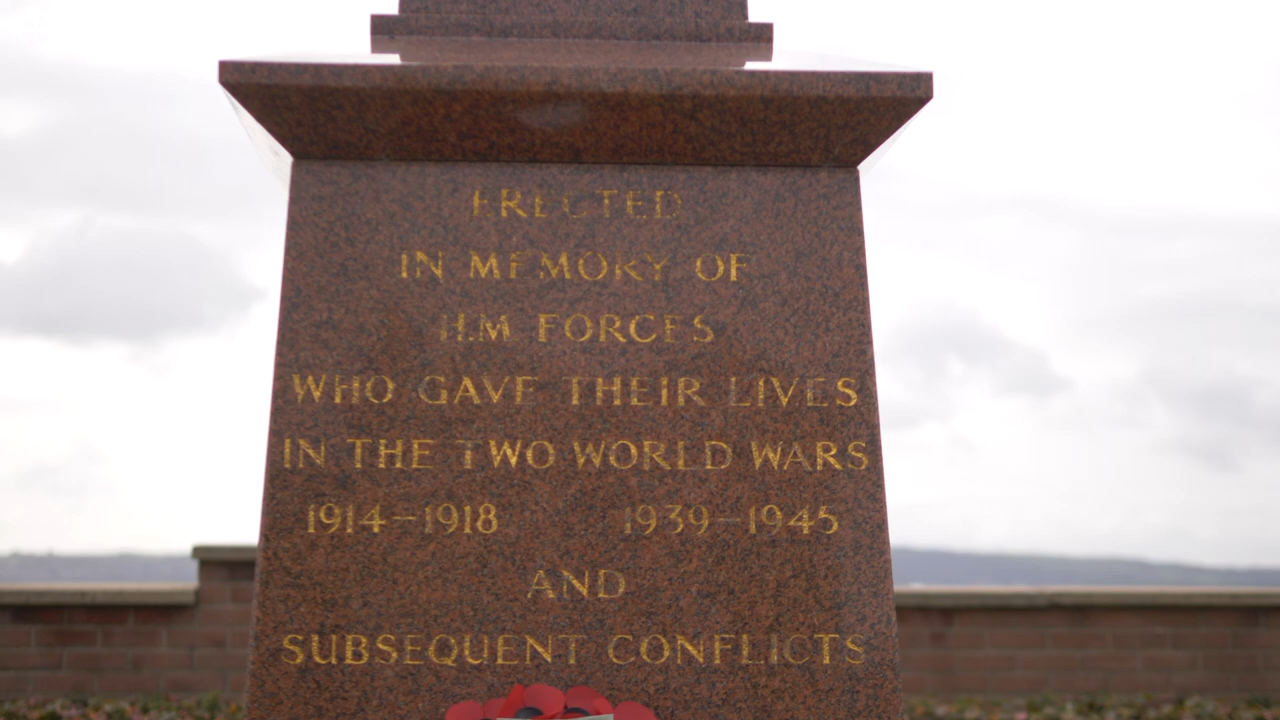 ERECTED
IN MEMORY OF
H.M FORCES
WHO GAVE THEIR LIVES
IN THE TWO WORLD WARS
1914-1918 1939-1945
AND
SUBSEQUENT CONFLICTS